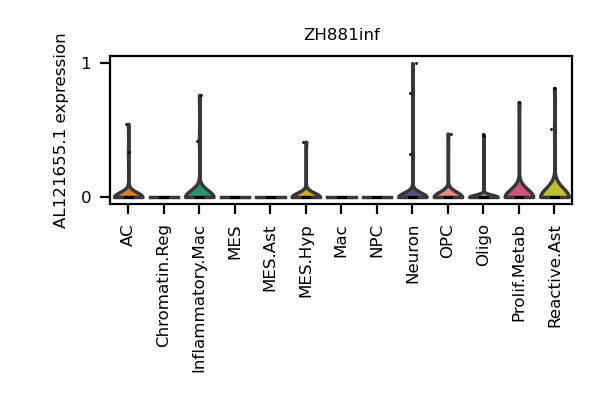 ZH881inf
AL121655.1 expression
1
0
AC
Chromatin.Reg
Inflammatory.Mac
MES
MES.Ast
MES.Hyp
Mac
NPC
Neuron
OPC
Oligo
Prolif.Metab
Reactive.Ast